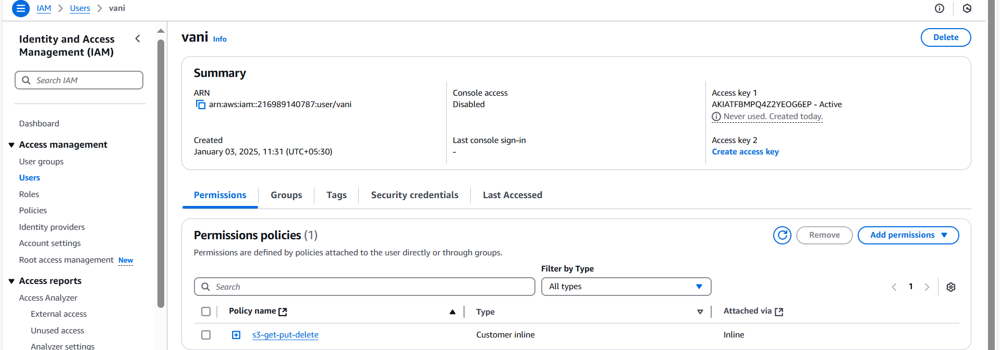 IAM > Users > vani
Identity and Access
Management (IAM)
Search IAM
Dashboard
Access management
User groups
Users
Roles
Policies
Identity providers
Account settings
Root access management New
Access reports
Access Analyzer
External access
Unused access
Analyzer settings
vani Info
Delete
Summary
ARN
arn:aws:iam::216989140787:user/vani
Created
January 03, 2025, 11:31 (UTC+05:30)
Console access
Disabled
Last console sign-in
-
Access key 1
AKIATFBMPQ4Z2YEOG6EP - Active
Never used. Created today.
Access key 2
Create access key
Permissions Groups Tags Security credentials Last Accessed
Permissions policies (1)
Remove Add permissions
Permissions are defined by policies attached to the user directly or through groups.
Filter by Type
Search All types 1
Policy name Type Attached via
s3-get-put-delete Customer inline Inline